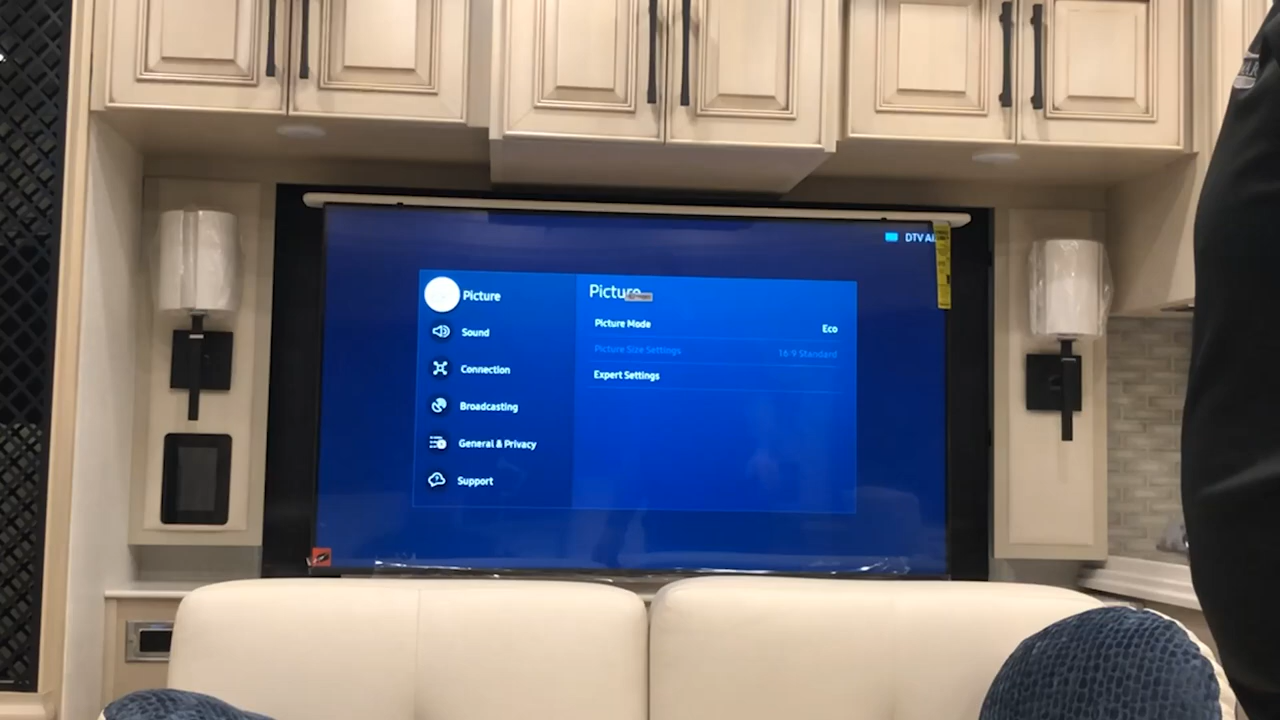 DTV Ai
Picture
Sound
Connection
Broadcasting
General & Privacy
Support
Picture
Picture Mode Eco
Picture Size Settings 16:9 Standard
Expert Settings